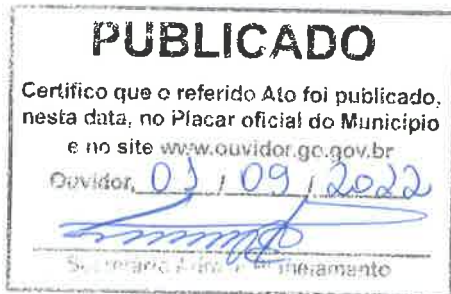 PUBLICADO
Certifico que o referido Ato foi publicado,
nesta data, no Placar oficial do Município
e no site www.ouvidor.go.gov.br
Ouvidor, 01 / 09 / 2022